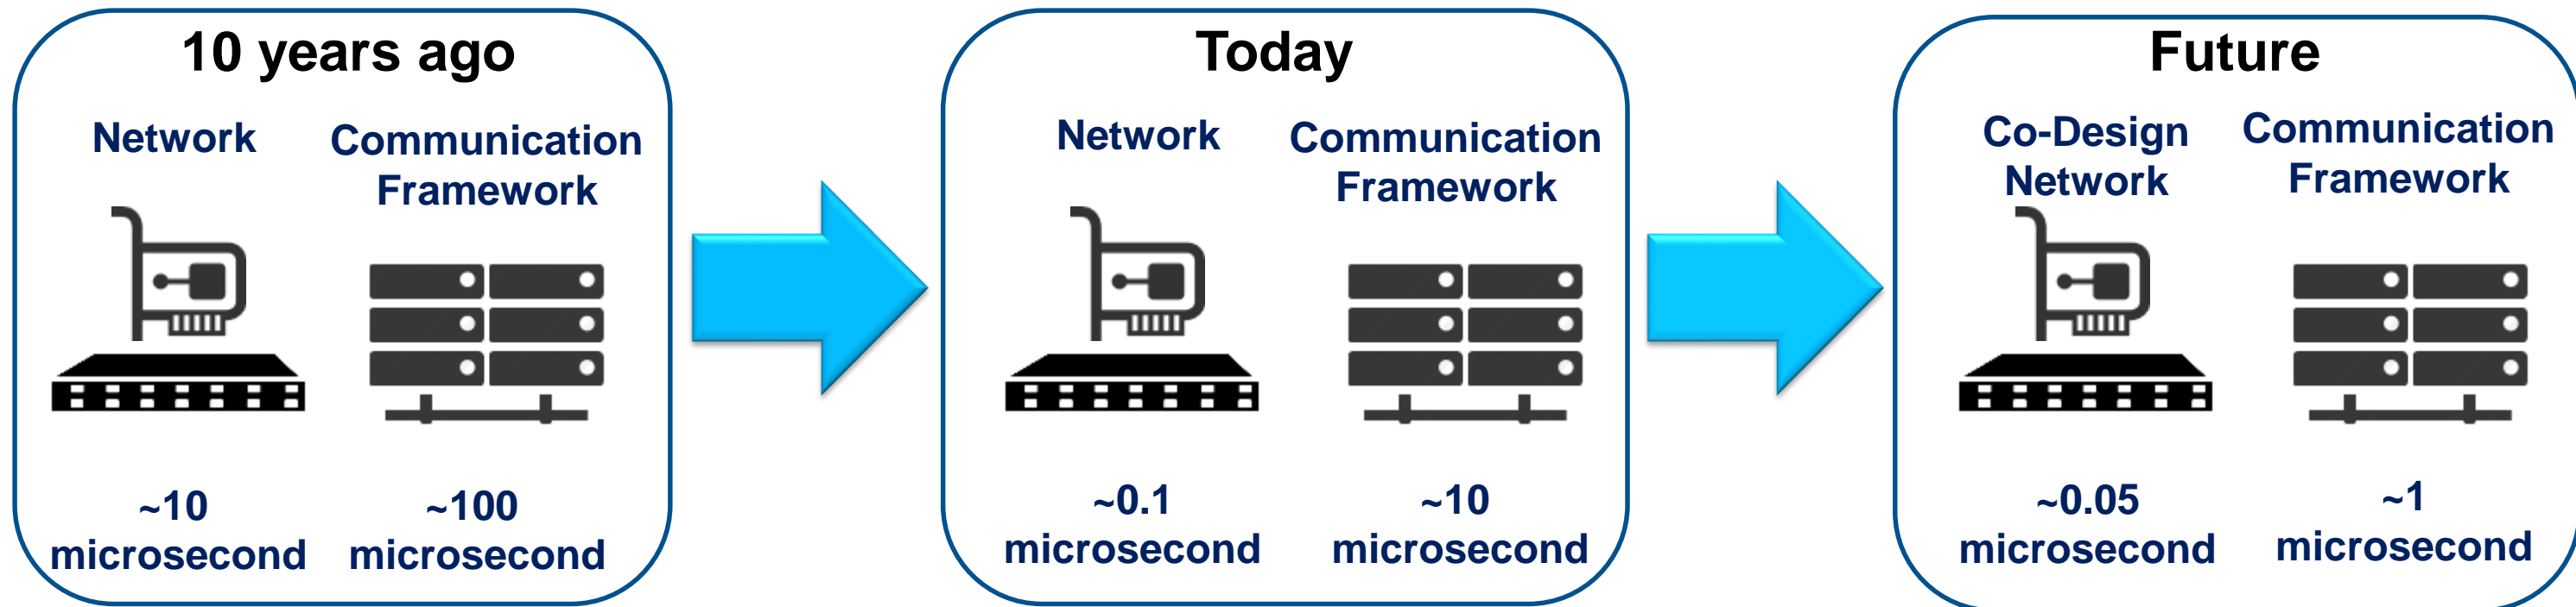 10 years ago
Network
Communication
Framework
~10
microsecond
~100
microsecond
Today
Network
Communication
Framework
~0.1
microsecond
~10
microsecond
Future
Co-Design
Network
Communication
Framework
~0.05
microsecond
~1
microsecond